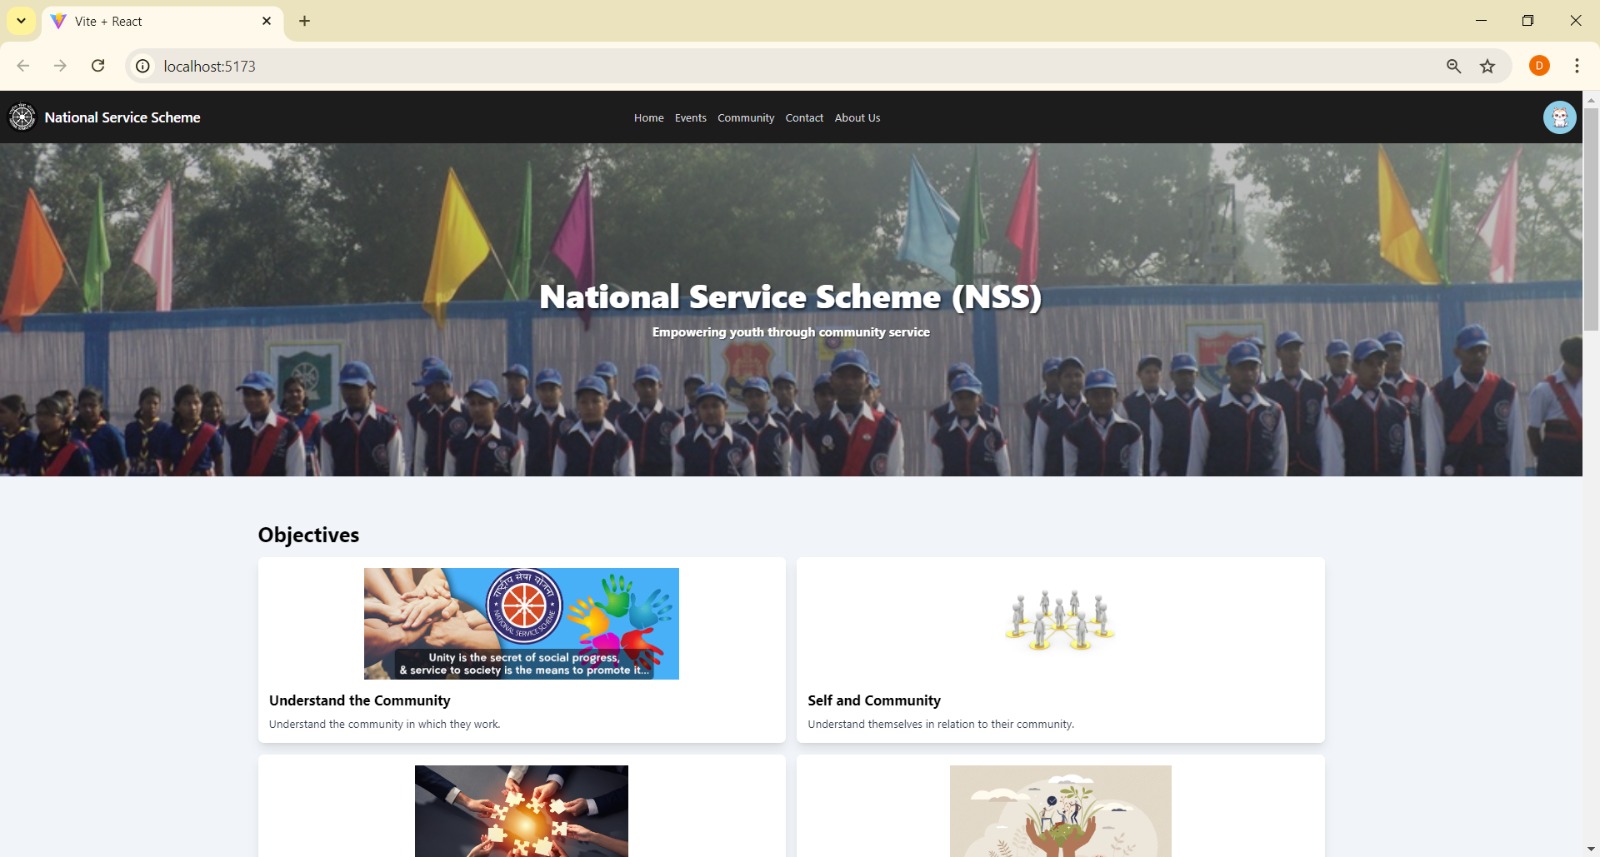 Vite + React
localhost:5173
D
National Service Scheme
Home Events Community Contact About Us
National Service Scheme (NSS)
Empowering youth through community service
Objectives
राष्ट्रीय सेवा योजना
NATIONAL SERVICE SCHEME
Unity is the secret of social progress,
& service to society is the means to promote it...
Understand the Community
Understand the community in which they work.
Self and Community
Understand themselves in relation to their community.